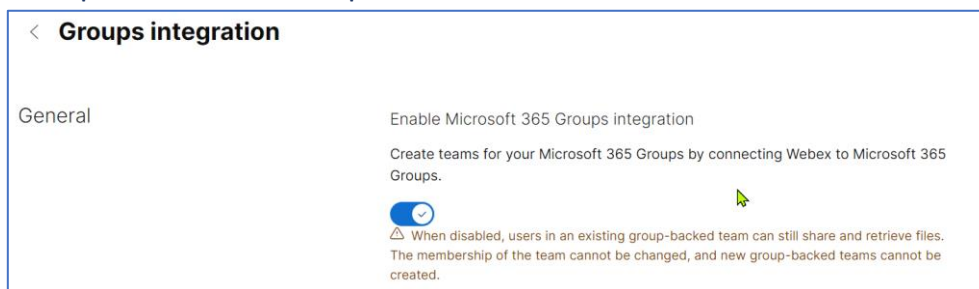 Groups integration
General
Enable Microsoft 365 Groups integration
Create teams for your Microsoft 365 Groups by connecting Webex to Microsoft 365
Groups.
When disabled, users in an existing group-backed team can still share and retrieve files.
The membership of the team cannot be changed, and new group-backed teams cannot be
created.